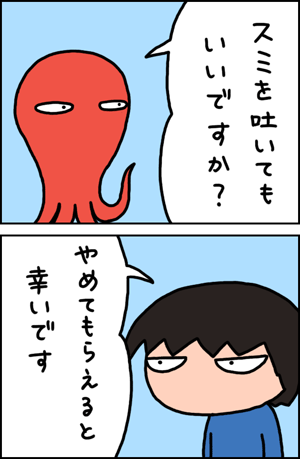 スミを吐いても
いいですか？
やめてもらえると
幸いです